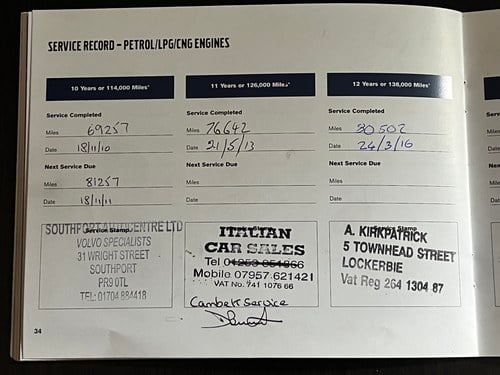 SERVICE RECORD – PETROL/LPG/CNG ENGINES
10 Years or 114,000 Miles*
Service Completed
Miles 69257
Date 18/11/10
Next Service Due
Miles 81257
Date 18/11/11
Service Stamp
SOUTHPORT AUTOCENTRE LTD
VOLVO SPECIALISTS
31 WRIGHT STREET
SOUTHPORT
PR9 0TL
TEL: 01704 884418
11 Years or 126,000 Miles*
Service Completed
Miles 76642
Date 21/5/13
Next Service Due
Miles
Date
ITALIAN
CAR SALES
Tel
Mobile 07957 621421
VAT No. 741 1076 66
Cambelt Service
12 Years or 138,000 Miles*
Service Completed
Miles 80502
Date 24/3/16
Next Service Due
Miles
Date
Service Stamp
A. KIRKPATRICK
5 TOWNHEAD STREET
LOCKERBIE
Vat Reg 264 1304 87
34